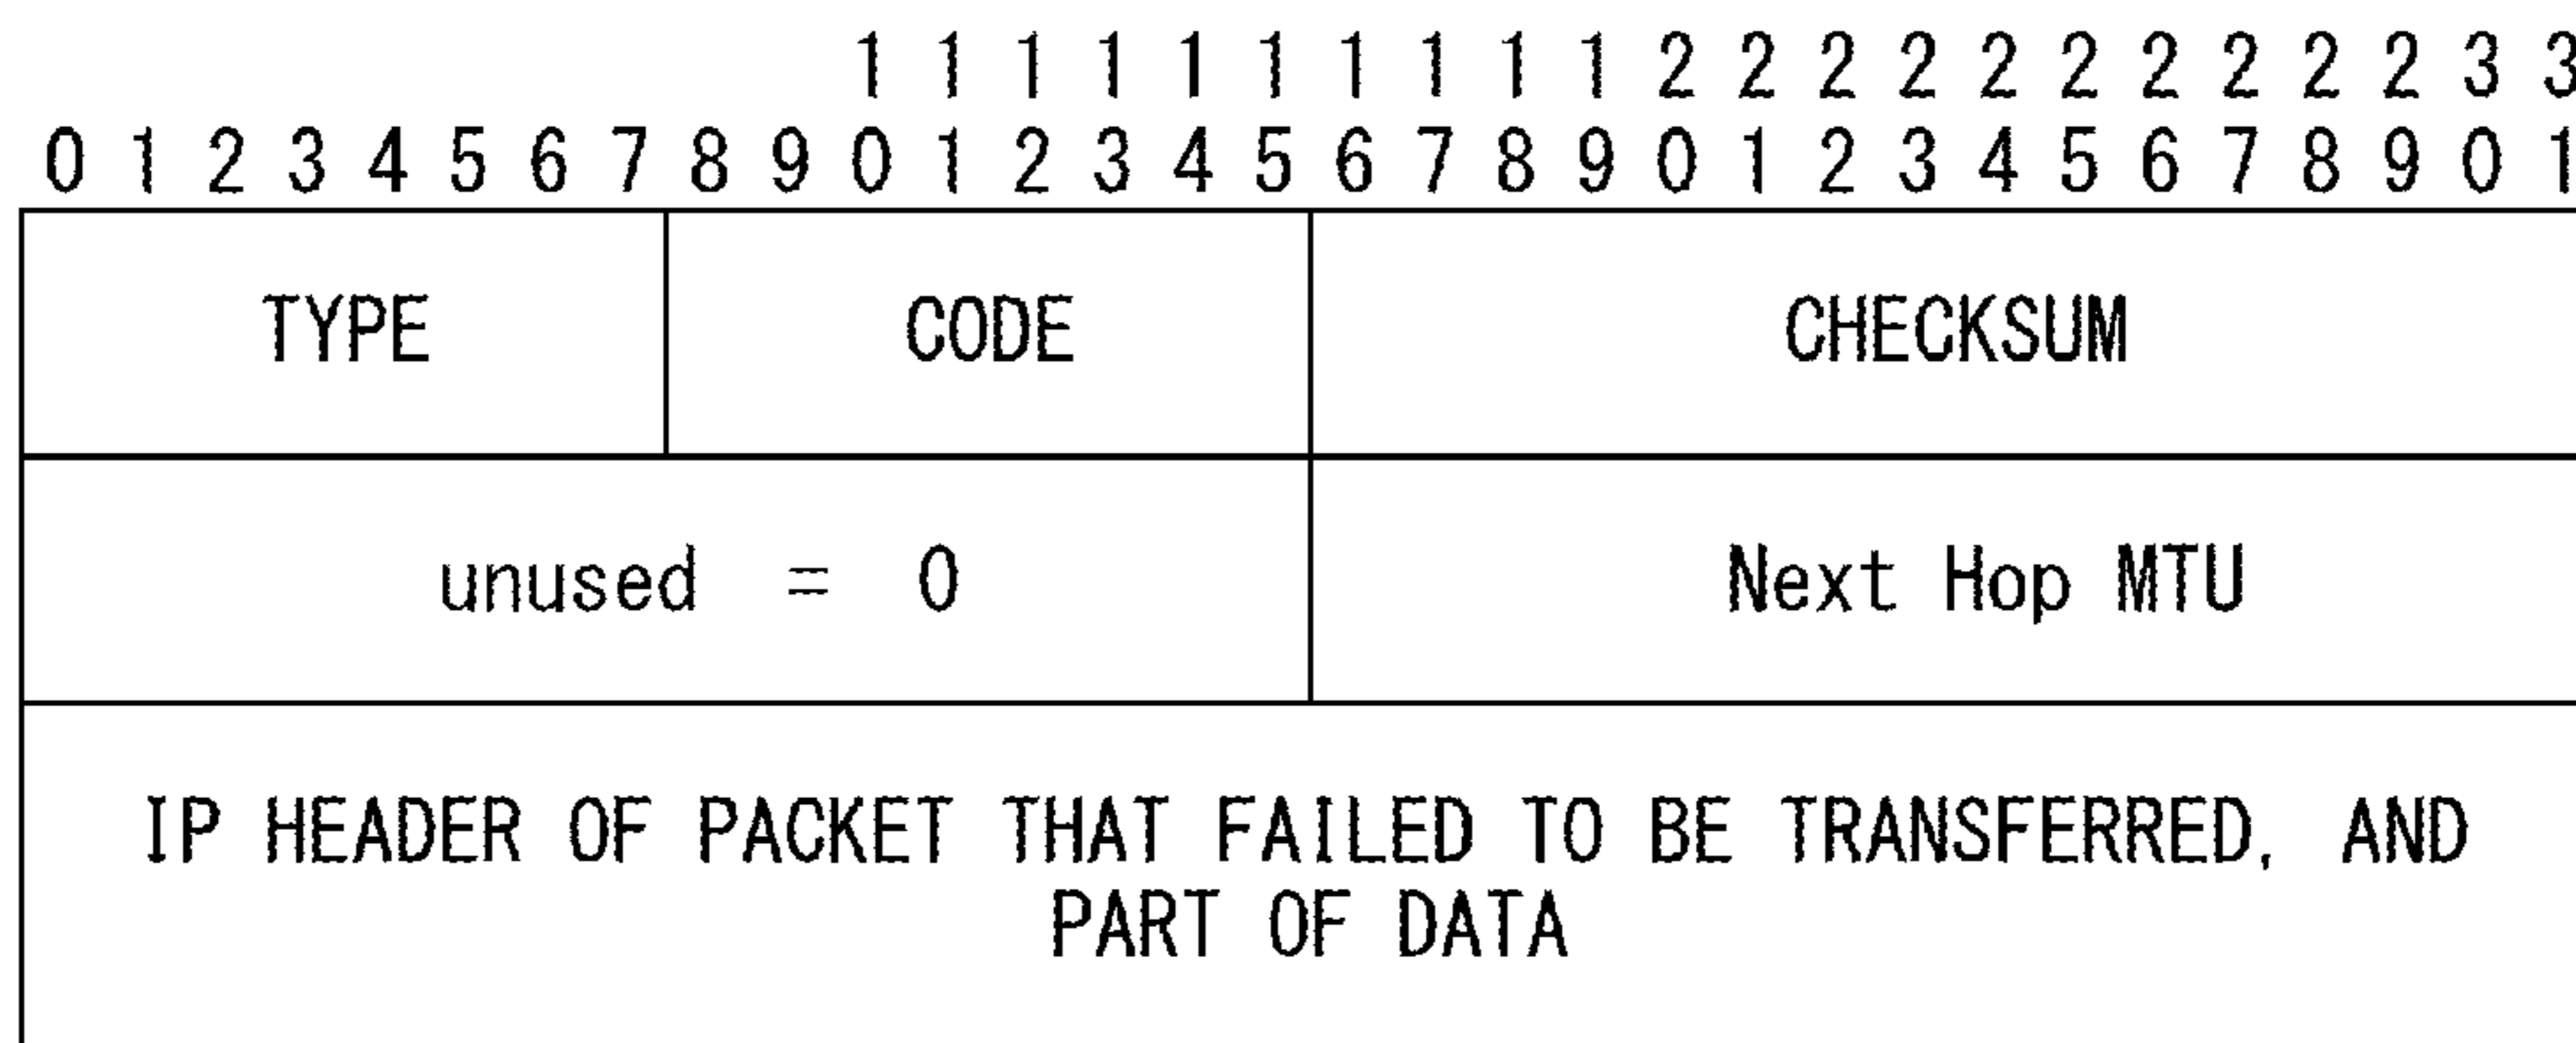 1 1 1 1 1 1 1 1 1 1 2 2 2 2 2 2 2 2 2 2 3 3
0 1 2 3 4 5 6 7 8 9 0 1 2 3 4 5 6 7 8 9 0 1 2 3 4 5 6 7 8 9 0 1
TYPE CODE CHECKSUM
unused = 0 Next Hop MTU
IP HEADER OF PACKET THAT FAILED TO BE TRANSFERRED, AND
PART OF DATA